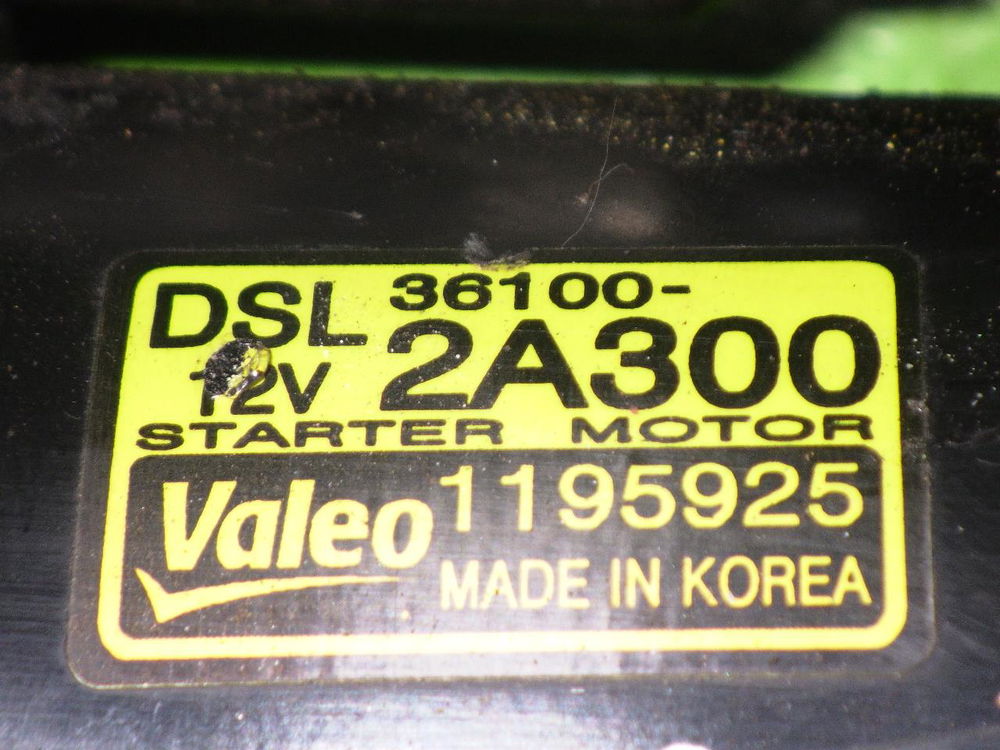 DSL 36100-
12V 2A300
STARTER MOTOR
Valeo 1195925
MADE IN KOREA